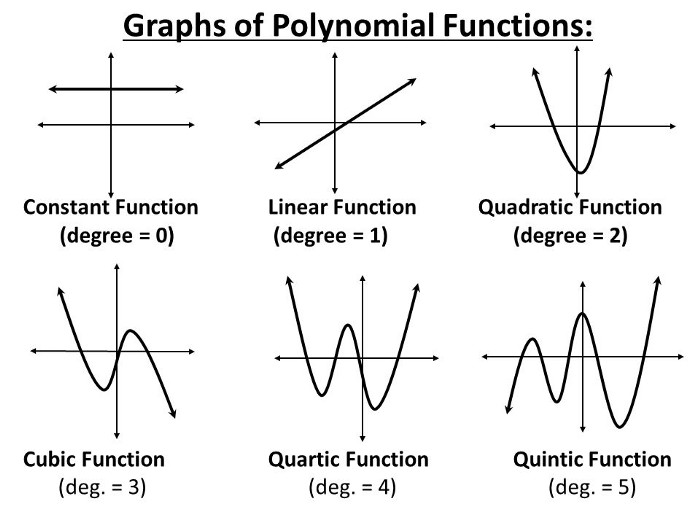 Graphs of Polynomial Functions:
Constant Function
(degree = 0)
Linear Function
(degree = 1)
Quadratic Function
(degree = 2)
Cubic Function
(deg. = 3)
Quartic Function
(deg. = 4)
Quintic Function
(deg. = 5)